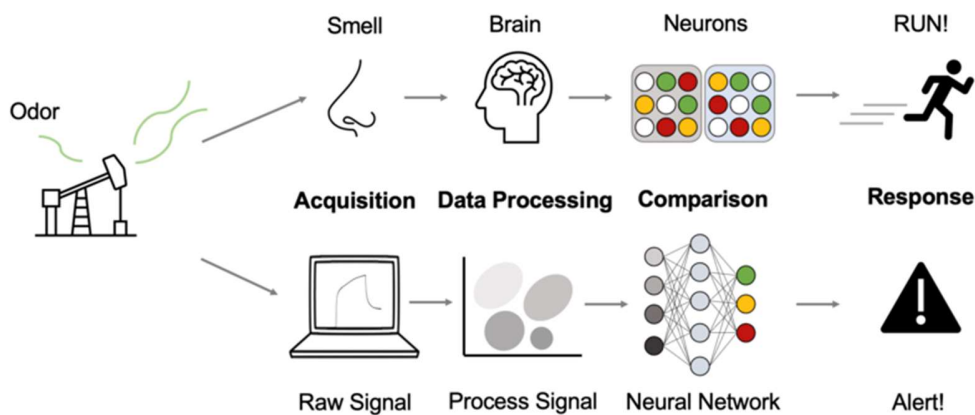 Smell
Brain
Neurons
RUN!
Odor
Acquisition
Data Processing
Comparison
Response
Raw Signal
Process Signal
Neural Network
Alert!